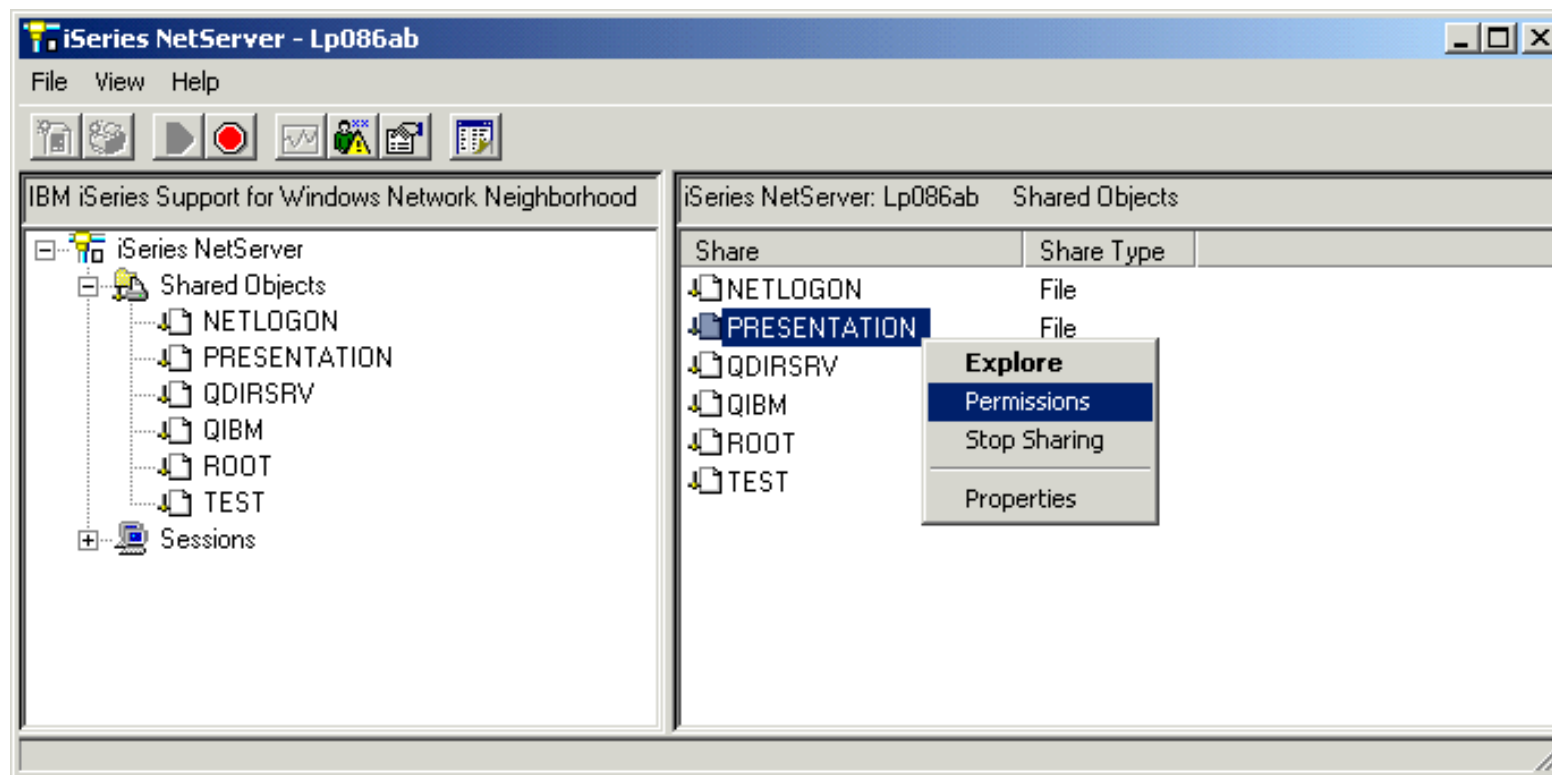 iSeries NetServer - Lp086ab
File View Help
IBM iSeries Support for Windows Network Neighborhood
iSeries NetServer
Shared Objects
NETLOGON
PRESENTATION
QDIRSRV
QIBM
ROOT
TEST
Sessions
iSeries NetServer: Lp086ab Shared Objects
Share Share Type
NETLOGON File
PRESENTATION File
QDIRSRV
QIBM
ROOT
TEST
Explore
Permissions
Stop Sharing
Properties